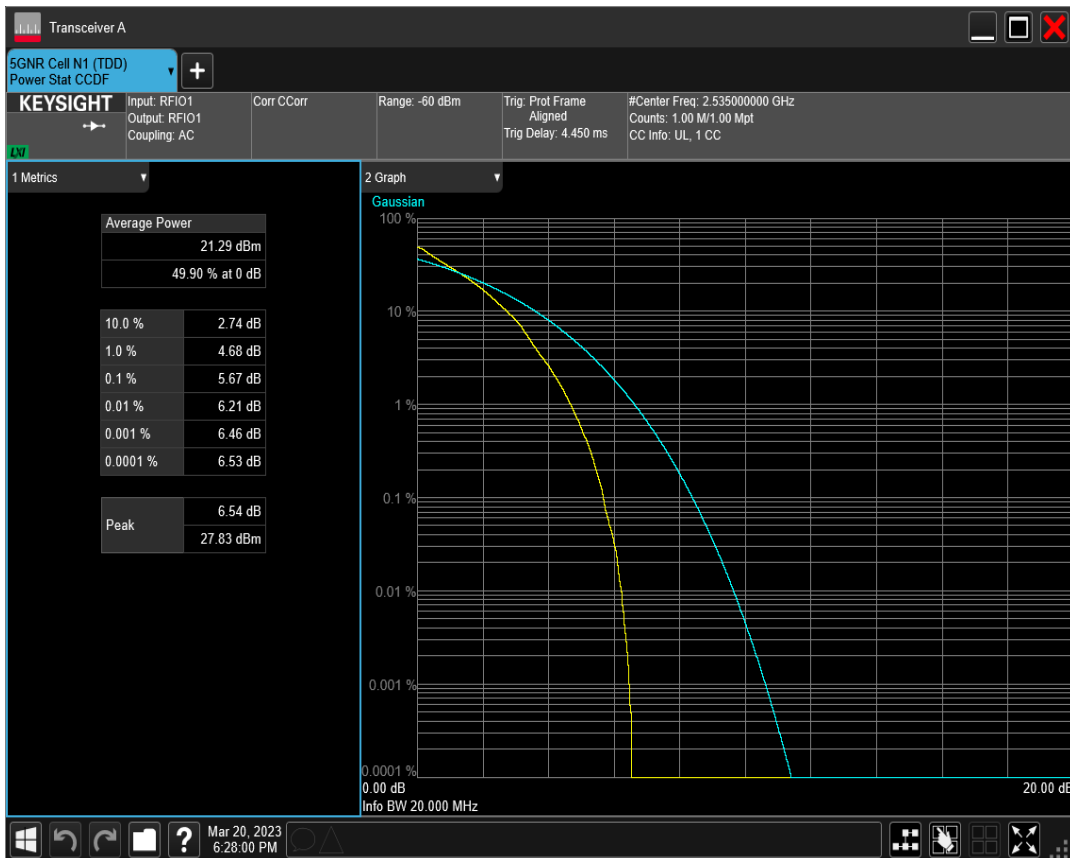 Transceiver A
5GNR Cell N1 (TDD)
Power Stat CCDF
+
KEYSIGHT
LXI
Input: RFIO1
Output: RFIO1
Coupling: AC
Corr CCorr
Range: -60 dBm
Trig: Prot Frame
Aligned
Trig Delay: 4.450 ms
#Center Freq: 2.535000000 GHz
Counts: 1.00 M/1.00 Mpt
CC Info: UL, 1 CC
1 Metrics
Average Power
21.29 dBm
49.90 % at 0 dB
10.0 % 2.74 dB
1.0 % 4.68 dB
0.1 % 5.67 dB
0.01 % 6.21 dB
0.001 % 6.46 dB
0.0001 % 6.53 dB
Peak
6.54 dB
27.83 dBm
2 Graph
Gaussian
100 %
10 %
1 %
0.1 %
0.01 %
0.001 %
0.0001 %
0.00 dB 20.00 dB
Info BW 20.000 MHz
?
Mar 20, 2023
6:28:00 PM